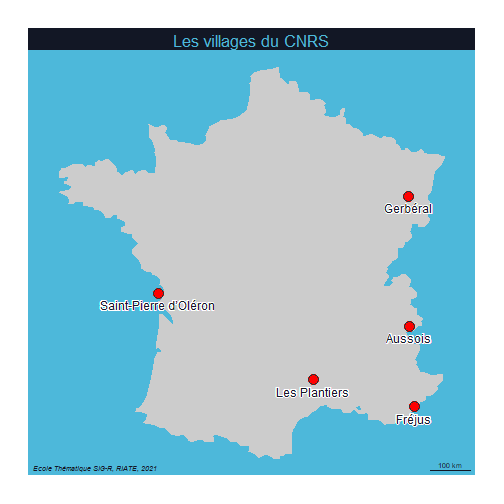 Les villages du CNRS
Gerbéral
Saint-Pierre d'Oléron
Aussois
Les Plantiers
Fréjus
Ecole Thématique SIG-R, RIATE, 2021
100 km